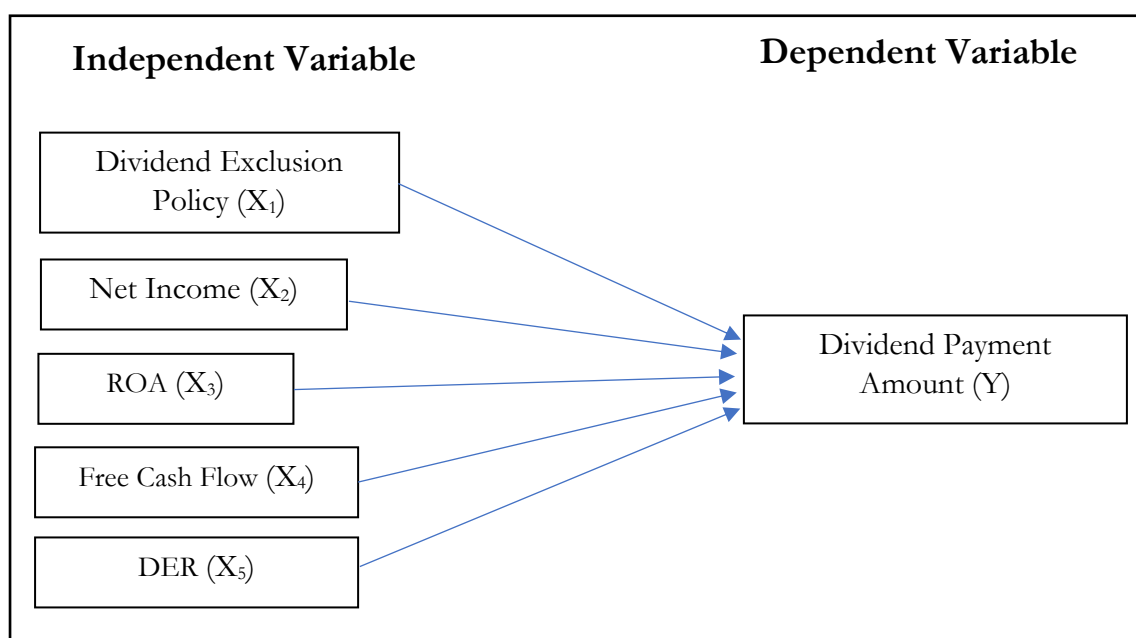 Independent Variable
Dependent Variable
Dividend Exclusion
Policy (X₁)
Net Income (X₂)
ROA (X₃)
Free Cash Flow (X₄)
DER (X₅)
Dividend Payment
Amount (Y)